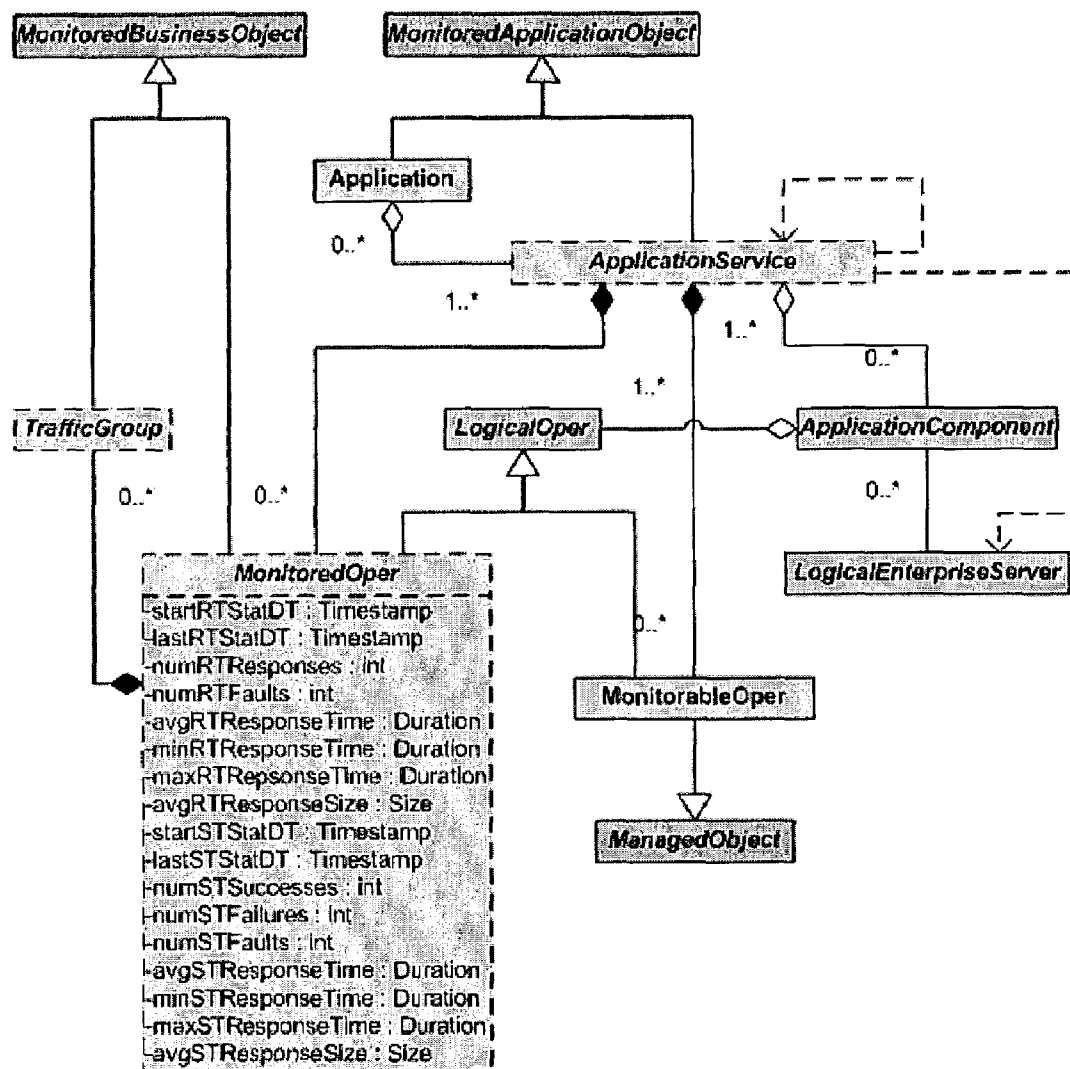 MonitoredBusinessObject
MonitoredApplicationObject
Application
0..*
ApplicationService
1..*
1..*
0..*
1..*
TrafficGroup
LogicalOper
ApplicationComponent
0..*
0..*
0..*
MonitoredOper
LogicalEnterpriseServer
-startRTStatDT : Timestamp
-lastRTStatDT : Timestamp
-numRTResponses : int
-numRTFaults : int
-avgRTResponseTime : Duration
-minRTResponseTime : Duration
-maxRTRepsonseTime : Duration
-avgRTResponseSize : Size
-startSTStatDT : Timestamp
-lastSTStatDT : Timestamp
-numSTSuccesses : int
-numSTFailures : int
-numSTFaults : int
-avgSTResponseTime : Duration
-minSTResponseTime : Duration
-maxSTResponseTime : Duration
-avgSTResponseSize : Size
0..*
MonitorableOper
ManagedObject